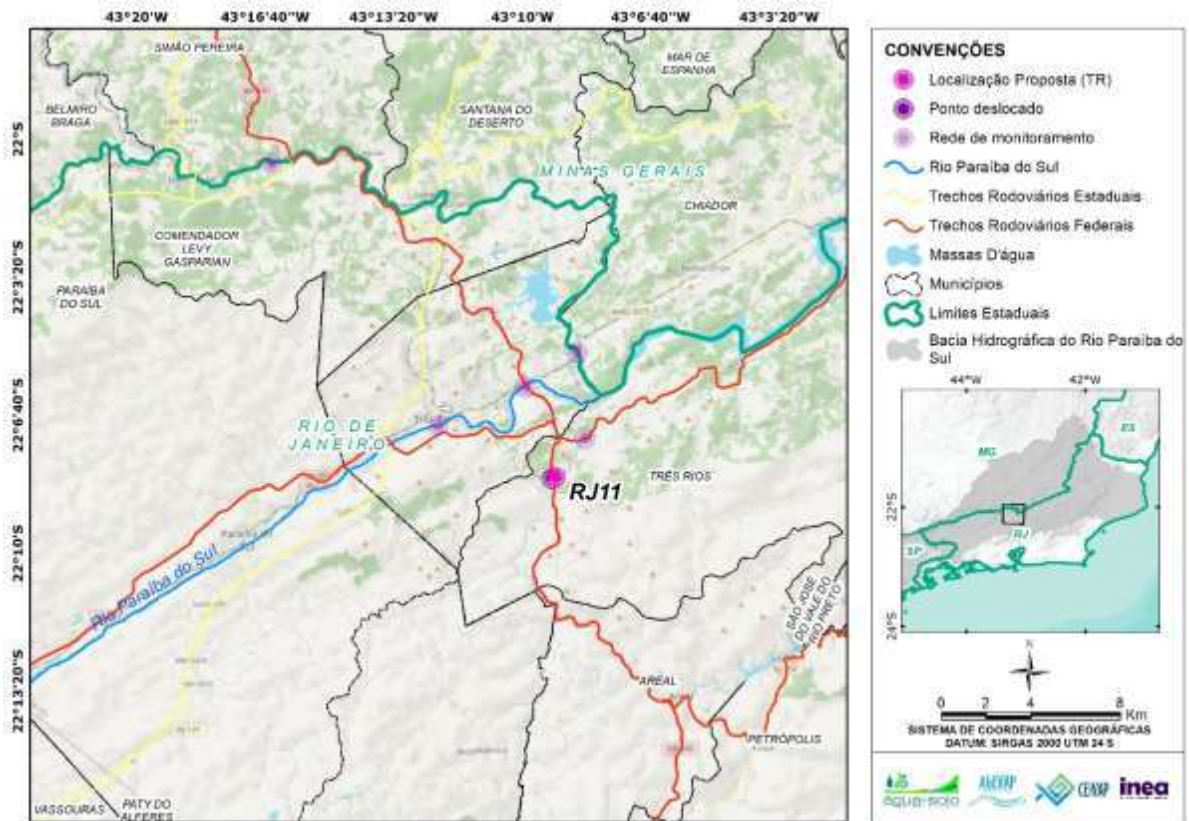 43°20'W 43°16'40"W 43°13'20"W 43°10'W 43°6'40"W 43°3'20"W
22°S
22°3'20"S
22°6'40"S
22°10'S
22°13'20"S
SIMÃO PEREIRA
MAR DE
ESPANHA
BELMIRO
BRAGA
SANTANA DO
DESERTO
MINAS GERAIS
CHIADOR
COMENDADOR
LEVY
GASPARIAN
PARAÍBA
DO SUL
RIO DE
JANEIRO
TRÊS RIOS
RJ11
Rio Paraíba do Sul
SÃO JOSÉ
DO VALE DO
RIO PRETO
AREAL
PETRÓPOLIS
VASSOURAS
PATY DO
ALFERES
CONVENÇÕES
Localização Proposta (TR)
Ponto deslocado
Rede de monitoramento
Rio Paraíba do Sul
Trechos Rodoviários Estaduais
Trechos Rodoviários Federais
Massas D'água
Municípios
Limites Estaduais
Bacia Hidrográfica do Rio Paraíba do
Sul
44°W 42°W
22°S
24°S
MG
ES
SP
RJ
N
0 2 4 8
Km
SISTEMA DE COORDENADAS GEOGRÁFICAS
DATUM: SIRGAS 2000 UTM 24 S
água e solo
AGEVAP
CEIVAP
inea